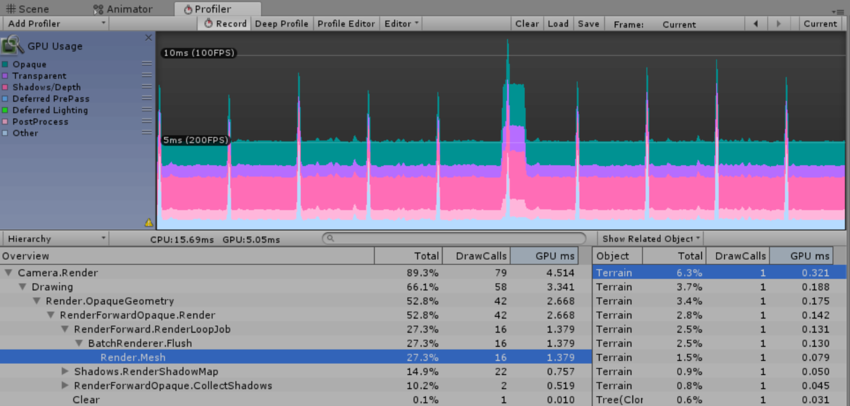 Scene Animator Profiler
Add Profiler Record Deep Profile Profile Editor Editor Clear Load Save Frame: Current Current
GPU Usage
Opaque
Transparent
Shadows/Depth
Deferred PrePass
Deferred Lighting
PostProcess
Other
10ms (100FPS)
5ms (200FPS)
Hierarchy CPU:15.69ms GPU:5.05ms Show Related Object
Overview Total DrawCalls GPU ms
Camera.Render 89.3% 79 4.514
Drawing 66.1% 58 3.341
Render.OpaqueGeometry 52.8% 42 2.668
RenderForwardOpaque.Render 52.8% 42 2.668
RenderForward.RenderLoopJob 27.3% 16 1.379
BatchRenderer.Flush 27.3% 16 1.379
Render.Mesh 27.3% 16 1.379
Shadows.RenderShadowMap 14.9% 22 0.757
RenderForwardOpaque.CollectShadows 10.2% 2 0.519
Clear 0.1% 1 0.010
Object Total DrawCalls GPU ms
Terrain 6.3% 1 0.321
Terrain 3.7% 1 0.188
Terrain 3.4% 1 0.175
Terrain 2.8% 1 0.142
Terrain 2.5% 1 0.131
Terrain 2.5% 1 0.130
Terrain 1.5% 1 0.079
Terrain 0.9% 1 0.050
Terrain 0.8% 1 0.045
Tree(Clor 0.6% 1 0.031